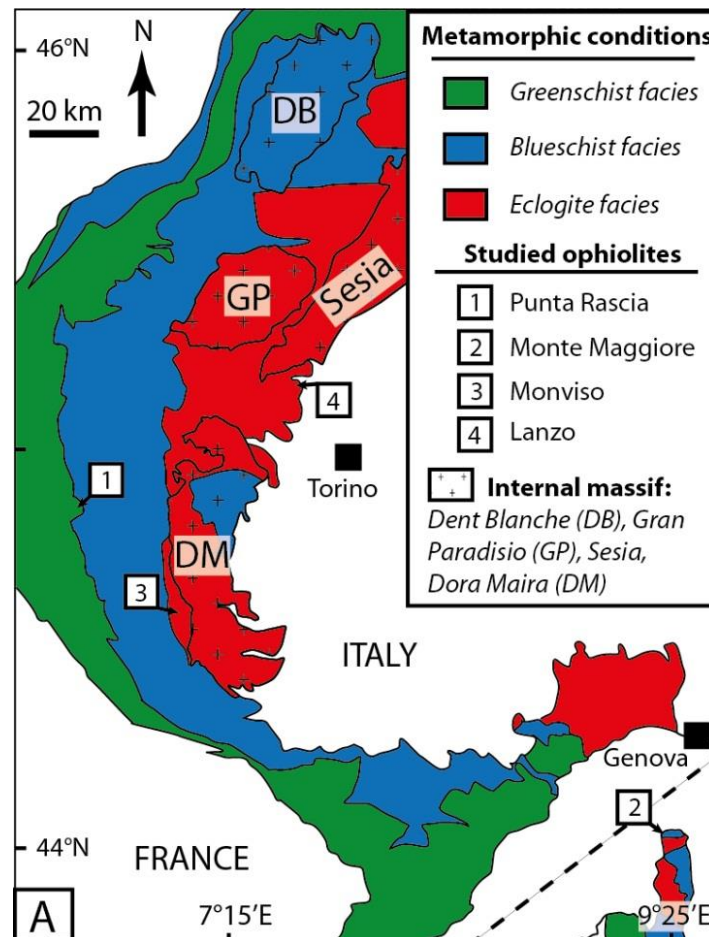 46°N
N
20 km
DB
GP
Sesia
4
Torino
1
DM
3
ITALY
Genova
2
44°N
FRANCE
A
7°15'E
9°25'E
Metamorphic conditions
Greenschist facies
Blueschist facies
Eclogite facies
Studied ophiolites
1 Punta Rascia
2 Monte Maggiore
3 Monviso
4 Lanzo
Internal massif:
Dent Blanche (DB), Gran
Paradisio (GP), Sesia,
Dora Maira (DM)